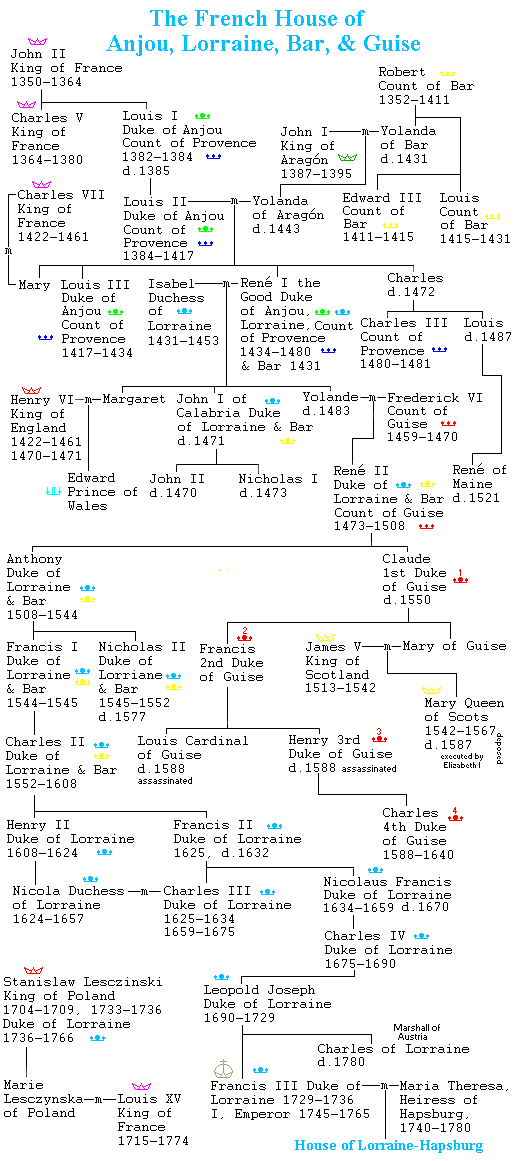 The French House of
Anjou, Lorraine, Bar, & Guise
John II
King of France
1350-1364
Robert
Count of Bar
1352-1411
Charles V
King of
France
1364-1380
Louis I
Duke of Anjou
Count of Provence
1382-1384
d.1385
John I
King of
Aragón
1387-1395
m
Yolanda
of Bar
d.1431
Charles VII
King of
France
1422-1461
m
Louis II
Duke of Anjou
Count of
Provence
1384-1417
m
Yolanda
of Aragón
d.1443
Edward III
Count of
Bar
1411-1415
Louis
Count
of Bar
1415-1431
Mary
Louis III
Duke of
Anjou
Count of
Provence
1417-1434
Isabel
Duchess
of
Lorraine
1431-1453
m
René I the
Good Duke
of Anjou,
Lorraine, Count
of Provence
1434-1480
& Bar 1431
Charles
d.1472
Charles III
Count of
Provence
1480-1481
Louis
d.1487
Henry VI
King of
England
1422-1461
1470-1471
m
Margaret
John I of
Calabria Duke
of Lorraine & Bar
d.1471
Yolande
d.1483
m
Frederick VI
Count of
Guise
1459-1470
Edward
Prince of
Wales
John II
d.1470
Nicholas I
d.1473
René II
Duke of
Lorraine & Bar
Count of Guise
1473-1508
René of
Maine
d.1521
Anthony
Duke of
Lorraine
& Bar
1508-1544
Claude
1st Duke
of Guise
d.1550
1
Francis I
Duke of
Lorraine
& Bar
1544-1545
Nicholas II
Duke of
Lorriane
& Bar
1545-1552
d.1577
2
Francis
2nd Duke
of Guise
James V
King of
Scotland
1513-1542
m
Mary of Guise
Mary Queen
of Scots
1542-1567
d.1587
executed by
Elizabeth I
deposed
Charles II
Duke of
Lorraine & Bar
1552-1608
Louis Cardinal
of Guise
d.1588
assassinated
Henry 3rd
Duke of Guise
d.1588 assassinated
3
Henry II
Duke of Lorraine
1608-1624
Francis II
Duke of Lorraine
1625, d.1632
Charles
4th Duke
of Guise
1588-1640
4
Nicola Duchess
of Lorraine
1624-1657
m
Charles III
Duke of Lorraine
1625-1634
1659-1675
Nicolaus Francis
Duke of Lorraine
1634-1659 d.1670
Charles IV
Duke of Lorraine
1675-1690
Stanislaw Lesczinski
King of Poland
1704-1709, 1733-1736
Duke of Lorraine
1736-1766
Leopold Joseph
Duke of Lorraine
1690-1729
Marshall of
Austria
Charles of Lorraine
d.1780
Marie
Lesczynska
of Poland
m
Louis XV
King of
France
1715-1774
Francis III Duke of
Lorraine 1729-1736
I, Emperor 1745-1765
m
Maria Theresa,
Heiress of
Hapsburg,
1740-1780
House of Lorraine-Hapsburg